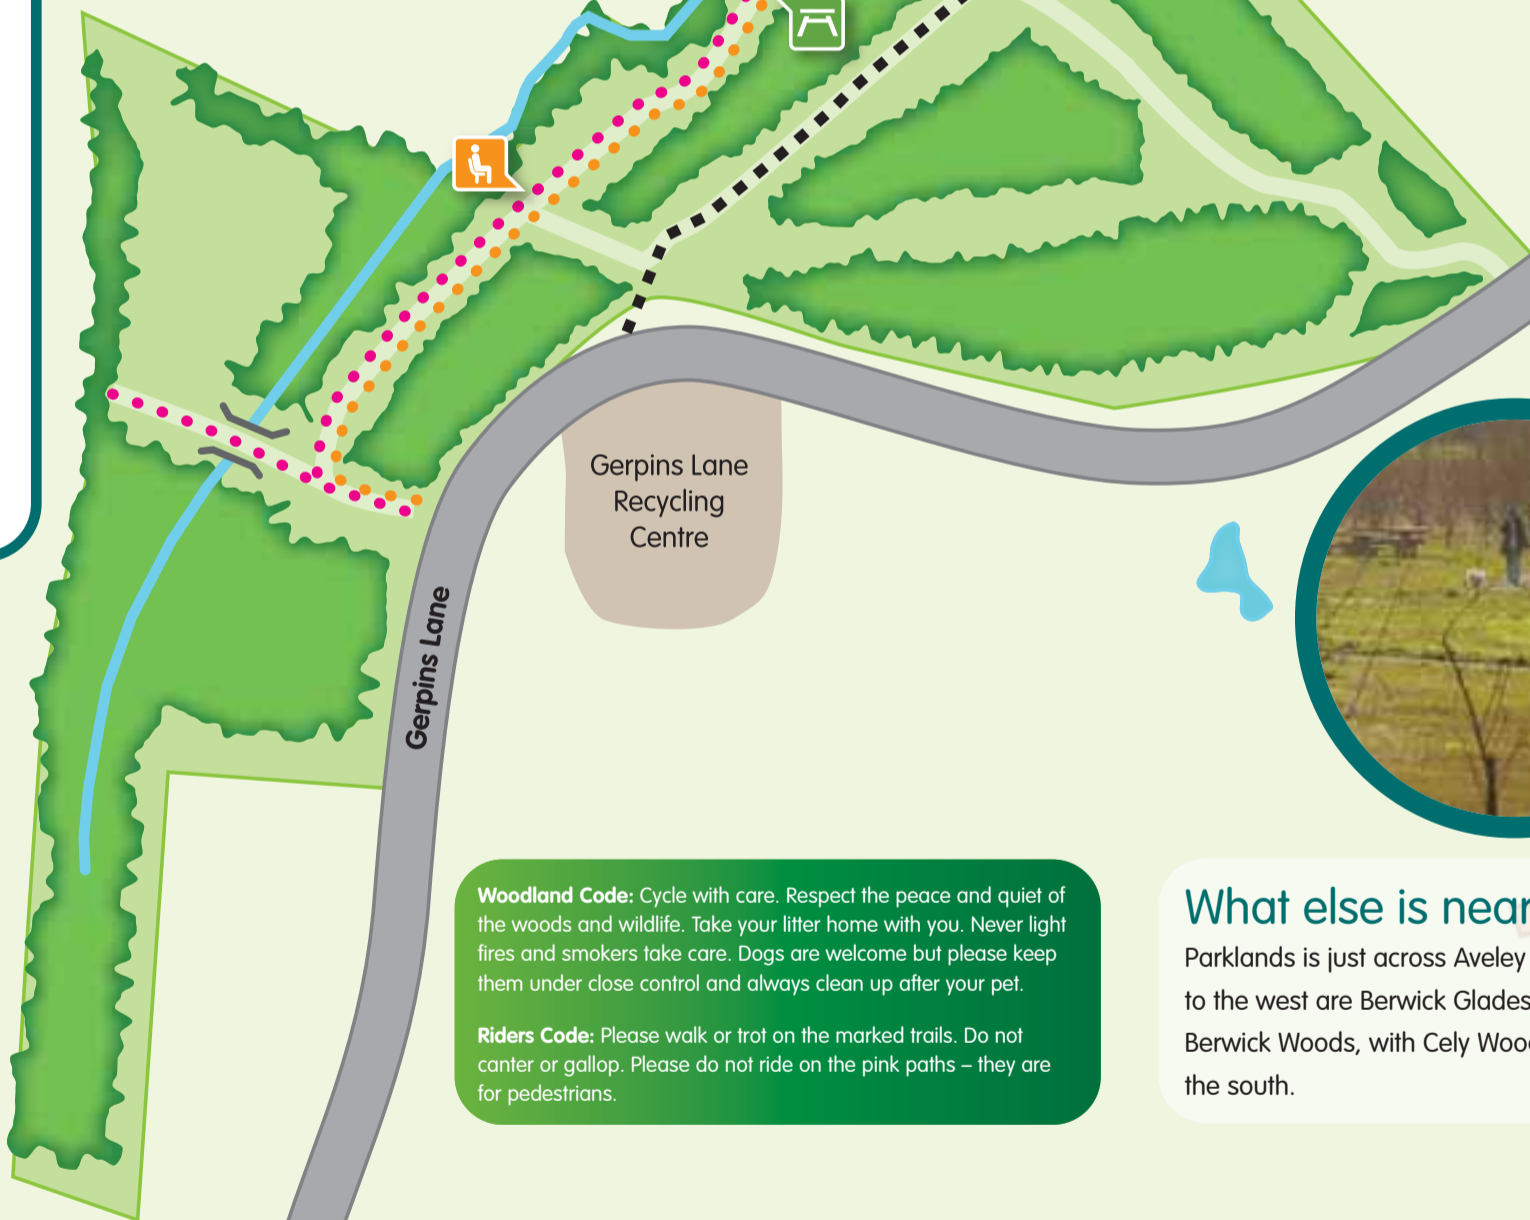 Gerpins Lane
Recycling
Centre
Gerpins Lane
Woodland Code: Cycle with care. Respect the peace and quiet of
the woods and wildlife. Take your litter home with you. Never light
fires and smokers take care. Dogs are welcome but please keep
them under close control and always clean up after your pet.
Riders Code: Please walk or trot on the marked trails. Do not
canter or gallop. Please do not ride on the pink paths – they are
for pedestrians.
What else is near
Parklands is just across Aveley
to the west are Berwick Glades
Berwick Woods, with Cely Woo
the south.